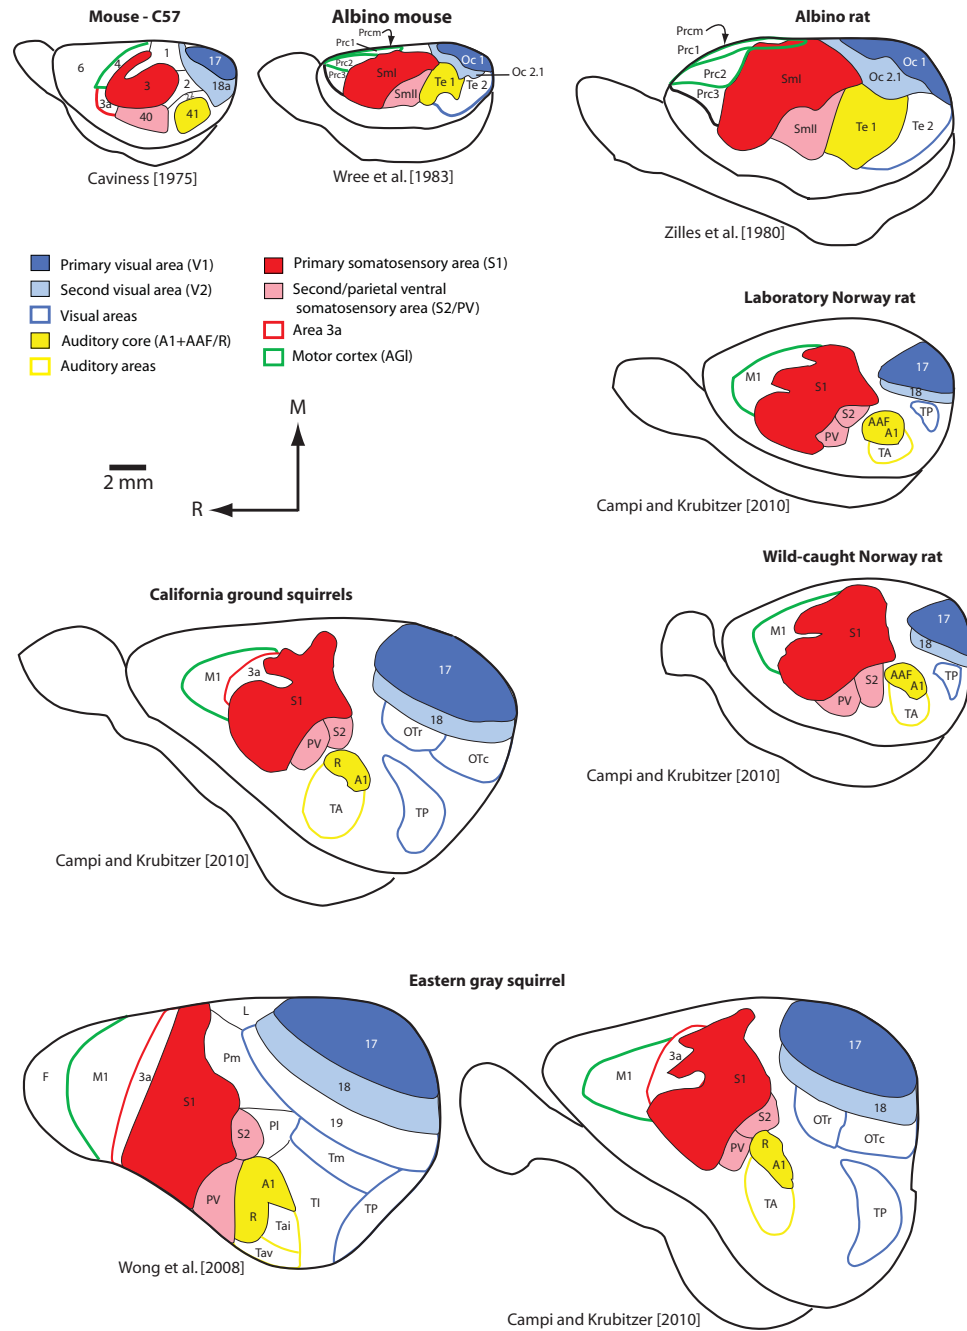 Mouse - C57
6
4
1
17
3
2
18a
3a
40
41
Caviness [1975]
Albino mouse
Prcm
Prc1
Prc2
Prc3
SmI
SmII
Te 1
Oc 1
Te 2
Oc 2.1
Wree et al. [1983]
Albino rat
Prcm
Prc1
Prc2
Prc3
SmI
SmII
Oc 1
Oc 2.1
Te 1
Te 2
Zilles et al. [1980]
Primary visual area (V1)
Second visual area (V2)
Visual areas
Auditory core (A1+AAF/R)
Auditory areas
Primary somatosensory area (S1)
Second/parietal ventral
somatosensory area (S2/PV)
Area 3a
Motor cortex (AGl)
2 mm
M
R
Laboratory Norway rat
M1
S1
17
18
S2
PV
AAF
A1
TP
TA
Campi and Krubitzer [2010]
Wild-caught Norway rat
M1
S1
17
18
S2
PV
AAF
A1
TP
TA
Campi and Krubitzer [2010]
California ground squirrels
M1
3a
S1
17
18
PV
S2
OTr
OTc
R
A1
TA
TP
Campi and Krubitzer [2010]
Eastern gray squirrel
F
M1
3a
S1
L
Pm
17
18
19
S2
Pl
Tm
PV
A1
R
Tl
TP
Tai
Tav
Wong et al. [2008]
M1
3a
S1
17
18
S2
PV
R
A1
OTr
OTc
TA
TP
Campi and Krubitzer [2010]